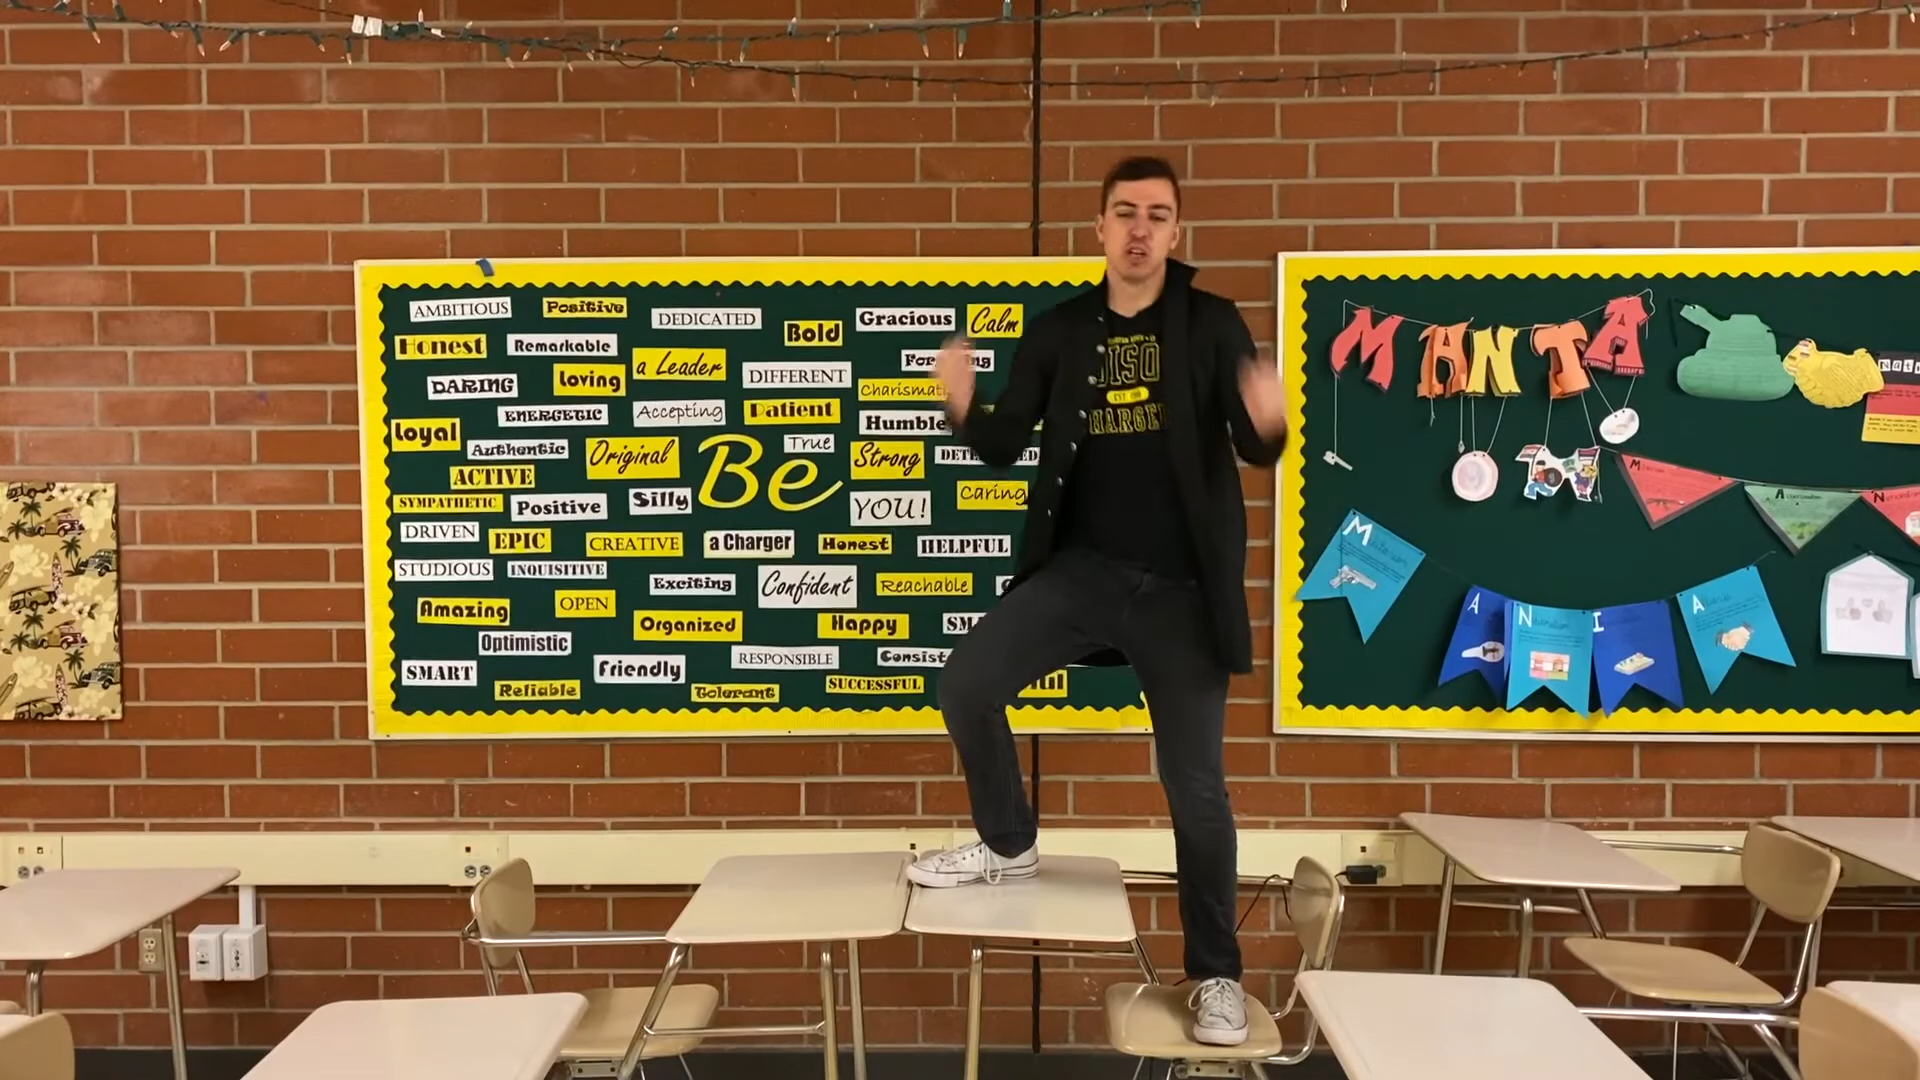 AMBITIOUS
Positive
DEDICATED
Bold
Gracious
Calm
Honest
Remarkable
a Leader
DARING
Loving
DIFFERENT
ENERGETIC
Accepting
Patient
Humble
Loyal
Authentic
Original
True
Strong
ACTIVE
Be
Caring
SYMPATHETIC
Positive
Silly
YOU!
DRIVEN
EPIC
CREATIVE
a Charger
Honest
HELPFUL
STUDIOUS
INQUISITIVE
Exciting
Confident
Reachable
Amazing
OPEN
Organized
Happy
Optimistic
RESPONSIBLE
SMART
Friendly
Reliable
Tolerant
SUCCESSFUL
MANTA
M
A
N
M
A
N
I
A